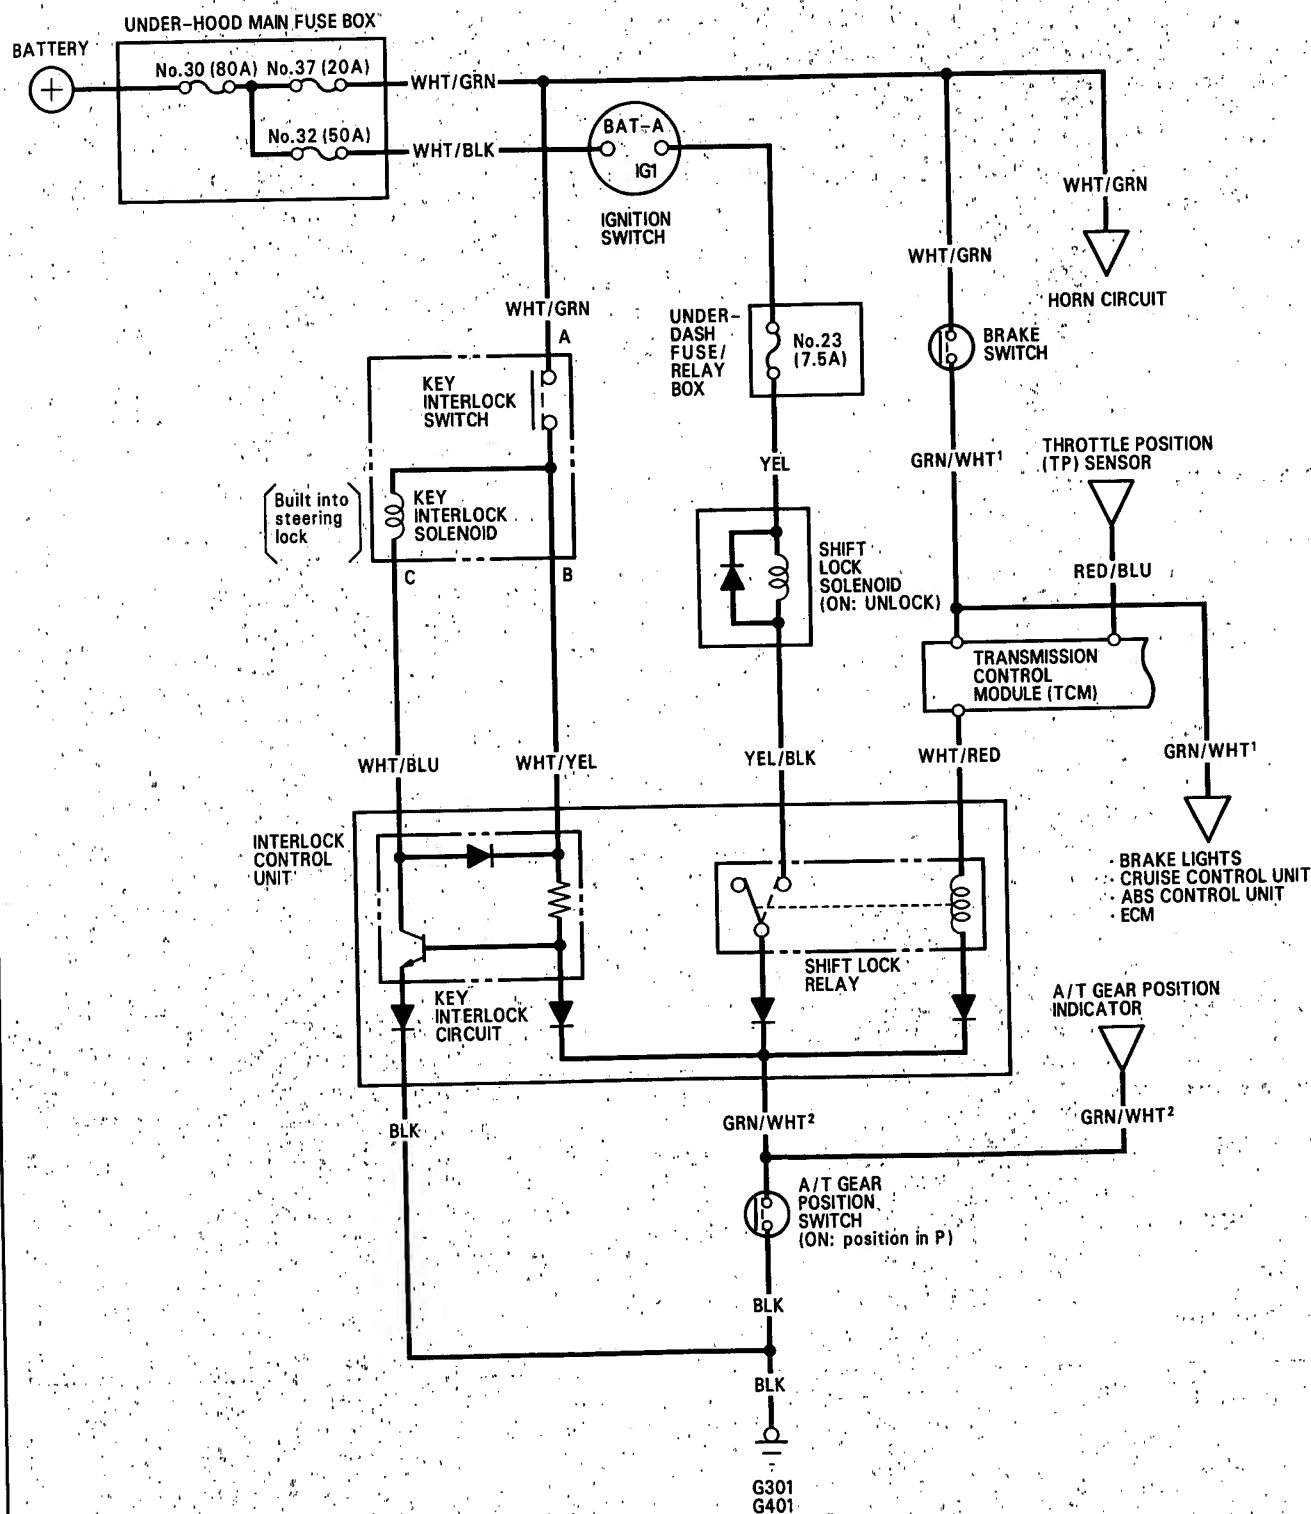 UNDER-HOOD MAIN FUSE BOX
BATTERY
+
No.30 (80A)
No.37 (20A)
WHT/GRN
No.32 (50A)
WHT/BLK
BAT-A
IG1
IGNITION
SWITCH
WHT/GRN
WHT/GRN
HORN CIRCUIT
WHT/GRN
A
UNDER-
DASH
FUSE/
RELAY
BOX
No.23
(7.5A)
BRAKE
SWITCH
KEY
INTERLOCK
SWITCH
YEL
GRN/WHT¹
THROTTLE POSITION
(TP) SENSOR
Built into
steering
lock
KEY
INTERLOCK
SOLENOID
C
B
SHIFT
LOCK
SOLENOID
(ON: UNLOCK)
RED/BLU
TRANSMISSION
CONTROL
MODULE (TCM)
WHT/BLU
WHT/YEL
YEL/BLK
WHT/RED
GRN/WHT¹
INTERLOCK
CONTROL
UNIT
· BRAKE LIGHTS
· CRUISE CONTROL UNIT
· ABS CONTROL UNIT
· ECM
SHIFT LOCK
RELAY
KEY
INTERLOCK
CIRCUIT
A/T GEAR POSITION
INDICATOR
BLK
GRN/WHT²
GRN/WHT²
A/T GEAR
POSITION
SWITCH
(ON: position in P)
BLK
BLK
G301
G401